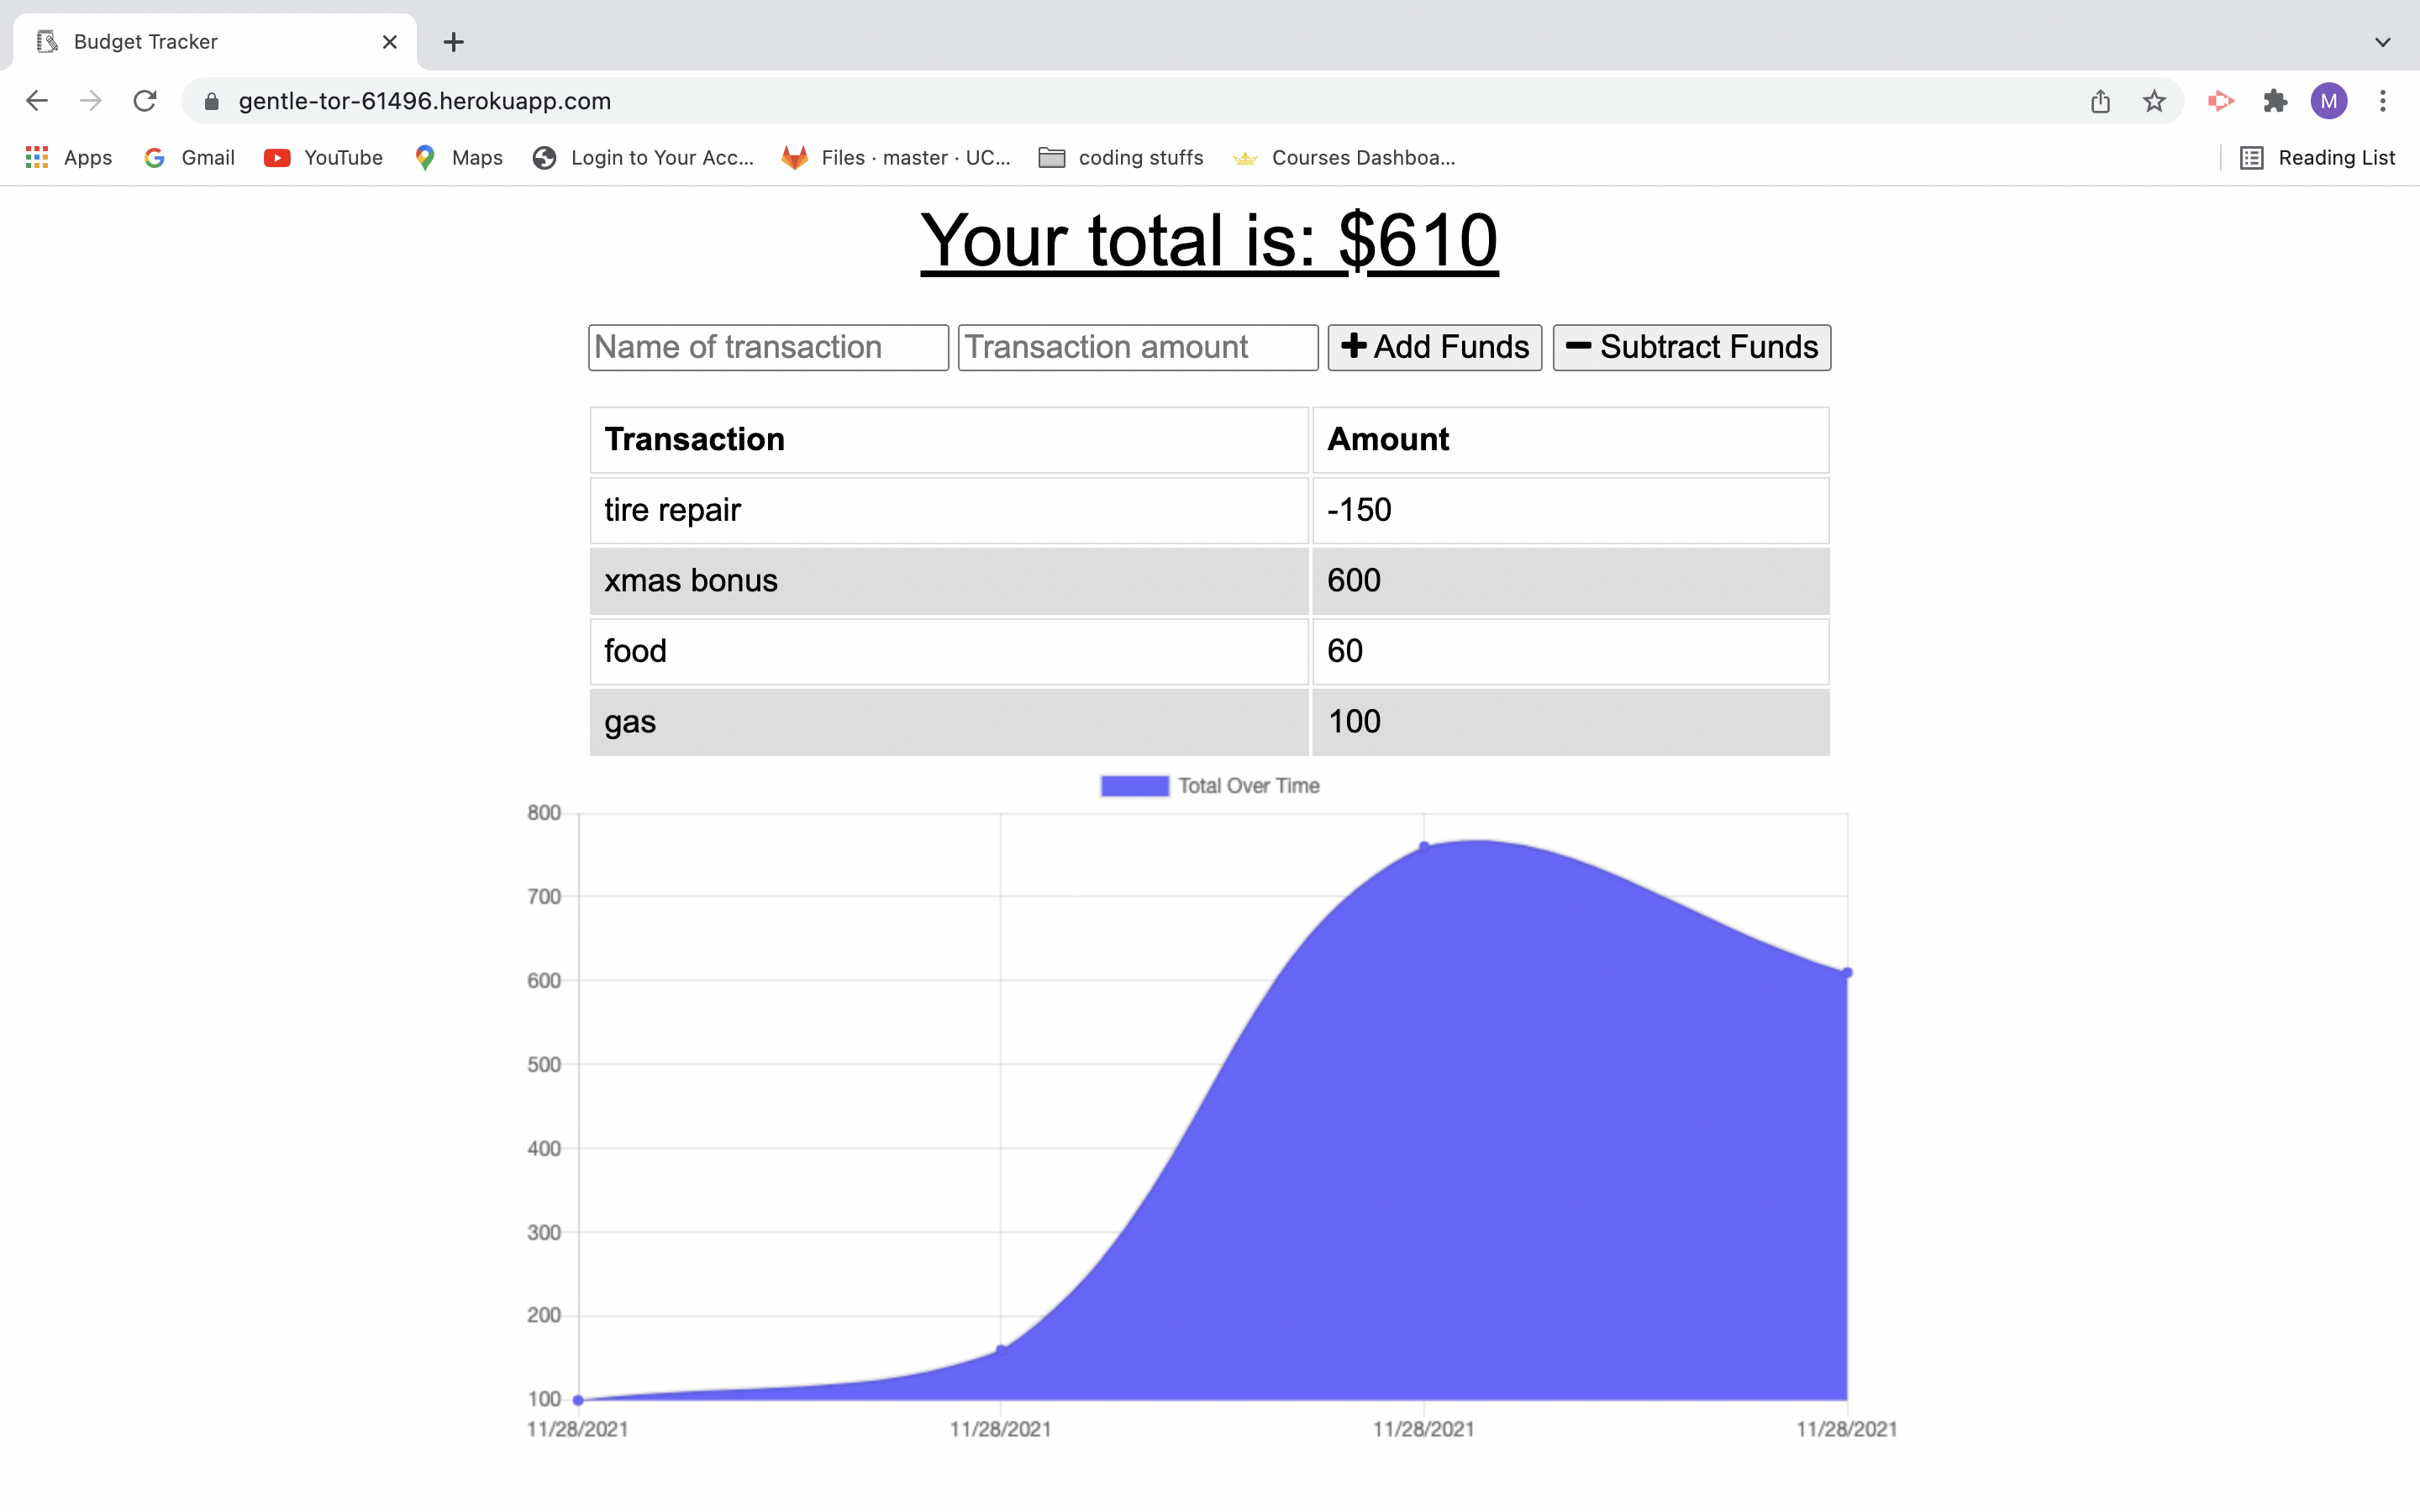 Budget Tracker
gentle-tor-61496.herokuapp.com
M
Apps Gmail YouTube Maps Login to Your Acc... Files · master · UC... coding stuffs Courses Dashboa... Reading List
Your total is: $610
Name of transaction Transaction amount Add Funds Subtract Funds
Transaction Amount
tire repair -150
xmas bonus 600
food 60
gas 100
Total Over Time
800
700
600
500
400
300
200
100
11/28/2021 11/28/2021 11/28/2021 11/28/2021